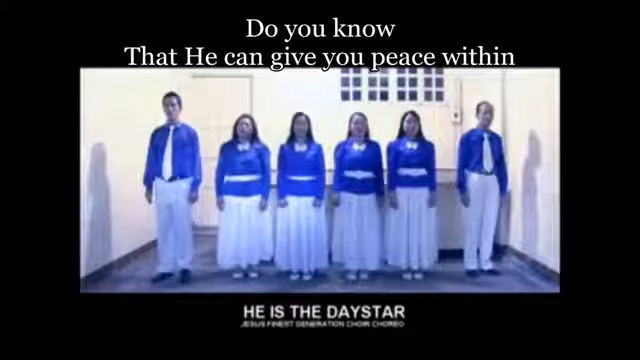 Do you know
That He can give you peace within
HE IS THE DAYSTAR
JESUS FINEST GENERATION CHOIR CHOREO